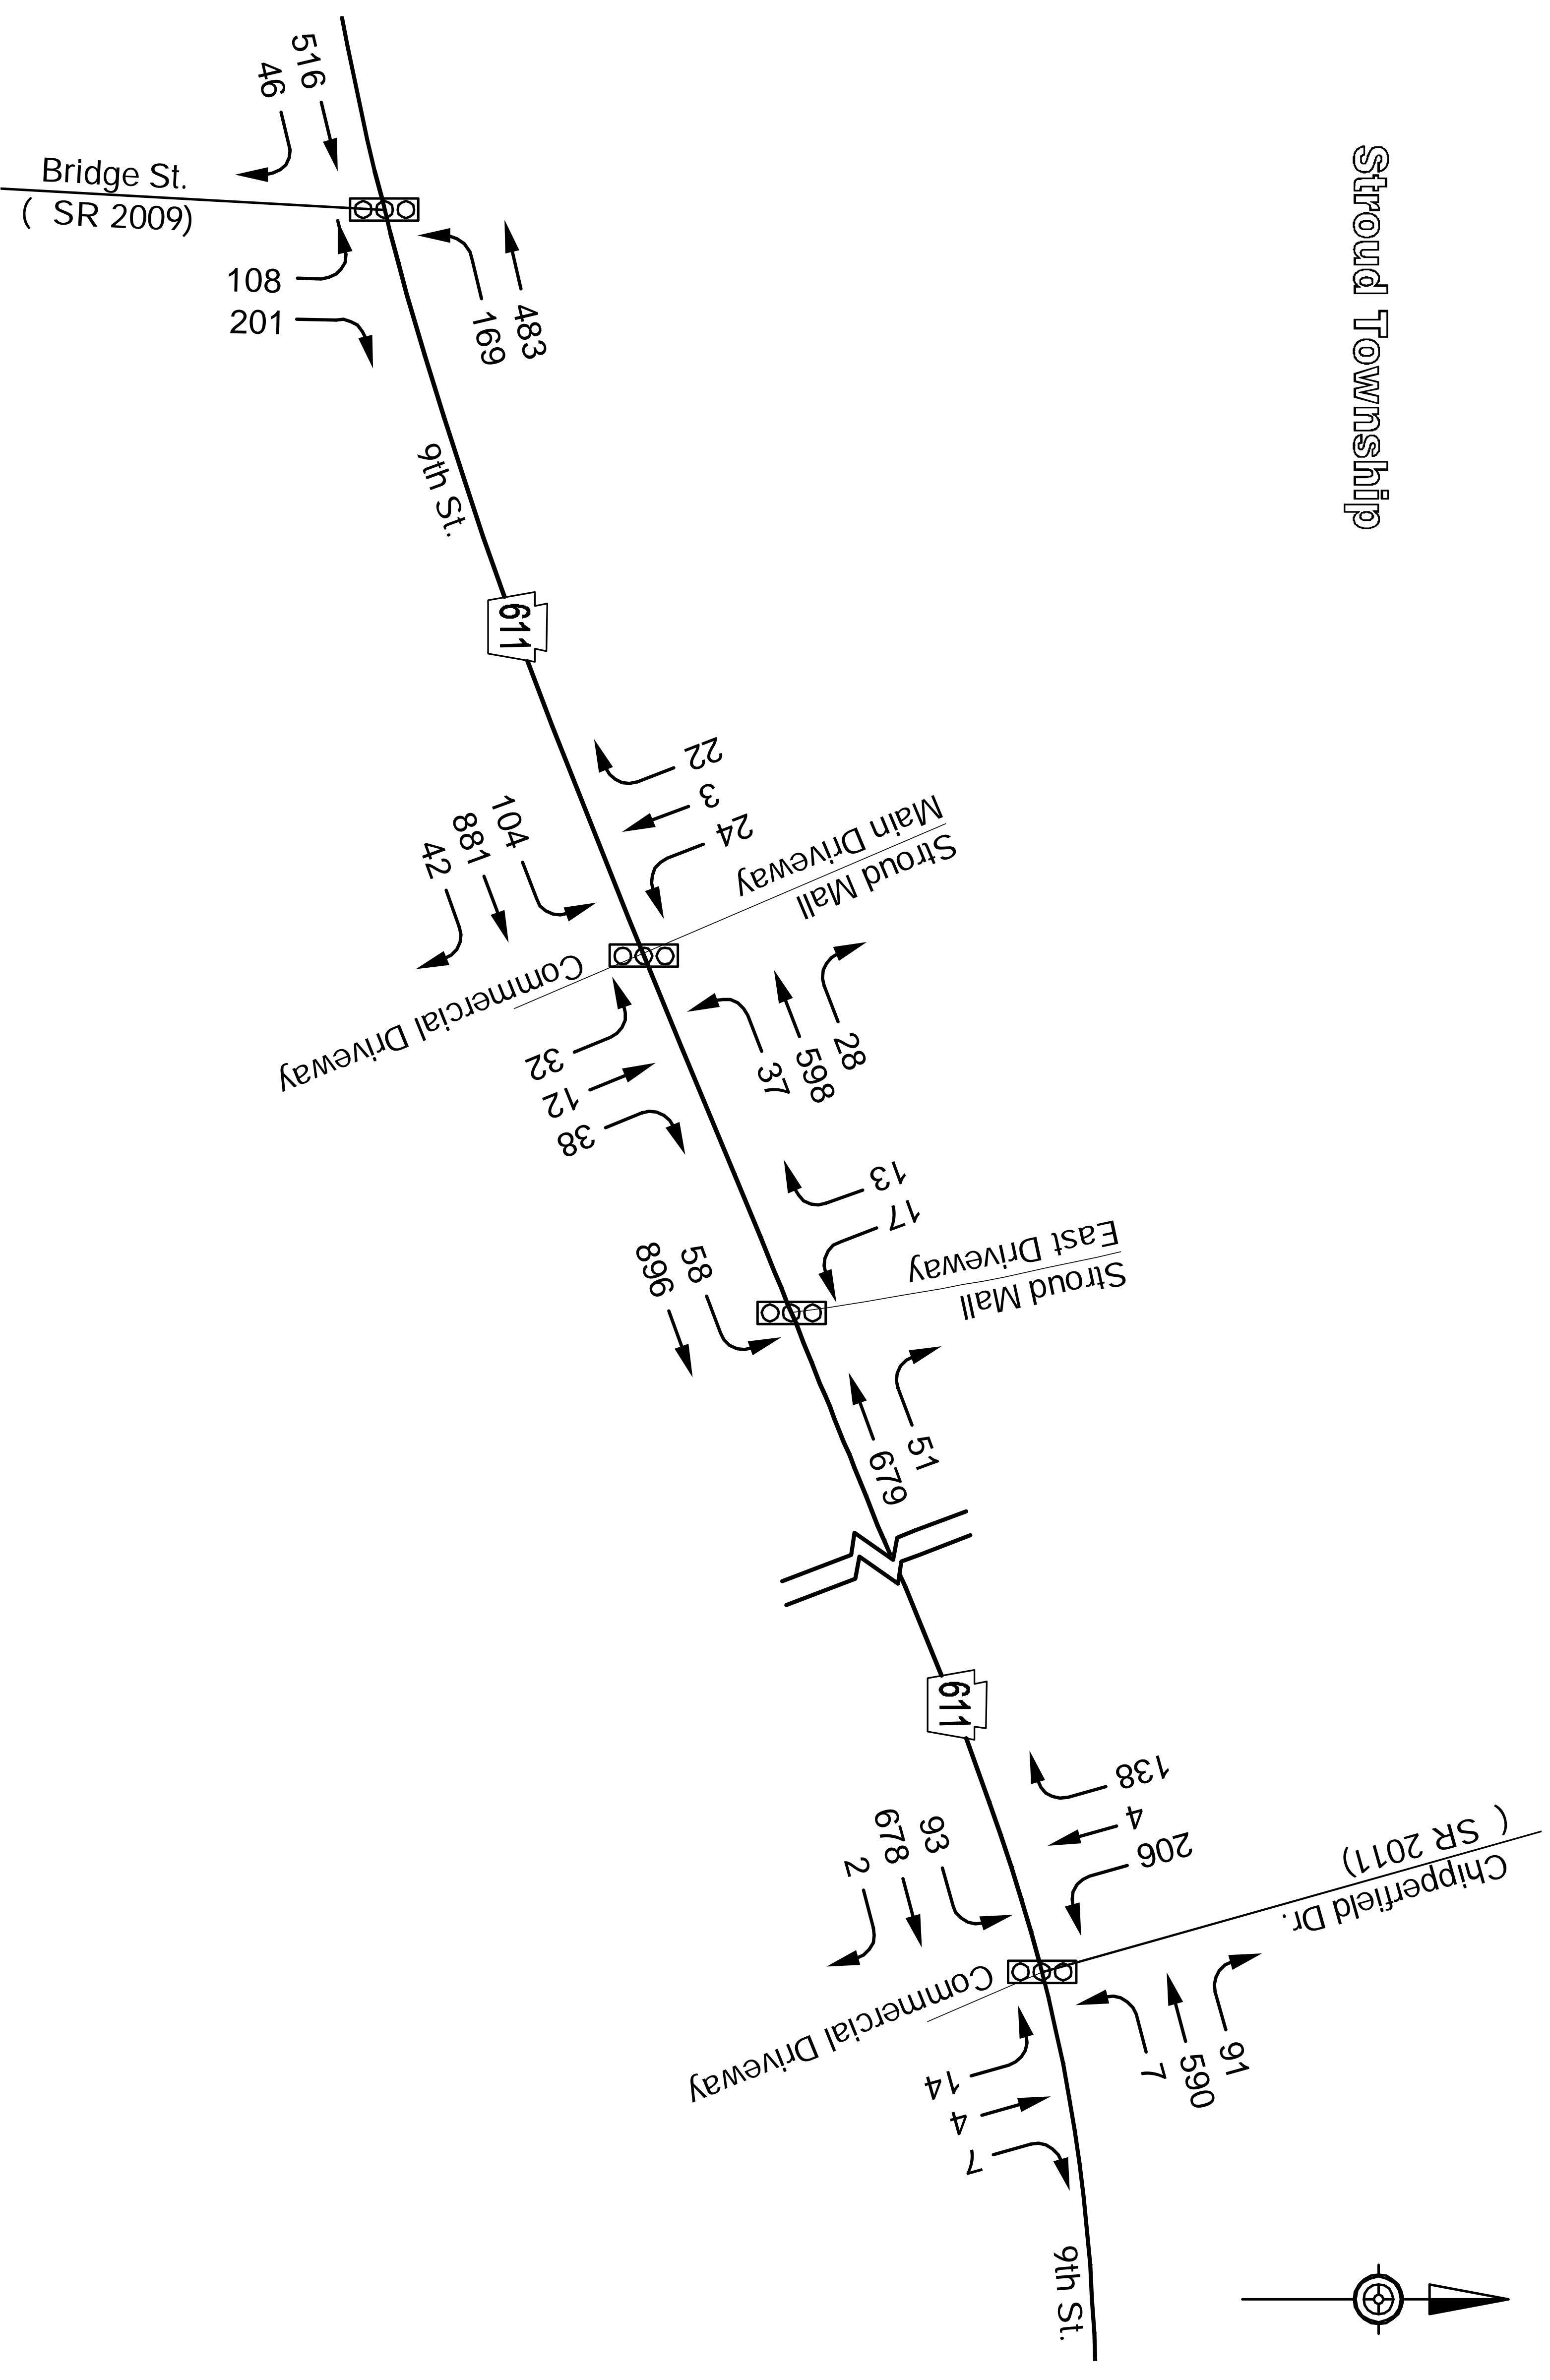 Stroud Township
516
46
Bridge St.
( SR 2009)
108
201
483
169
9th St.
611
22
3
24
104
881
42
Main Driveway
Stroud Mall
Commercial Driveway
32
12
38
37
598
28
13
17
58
896
East Driveway
Stroud Mall
51
679
611
138
4
206
93
678
2
( SR 2011)
Chipperfield Dr.
Commercial Driveway
14
4
7
7
590
91
9th St.